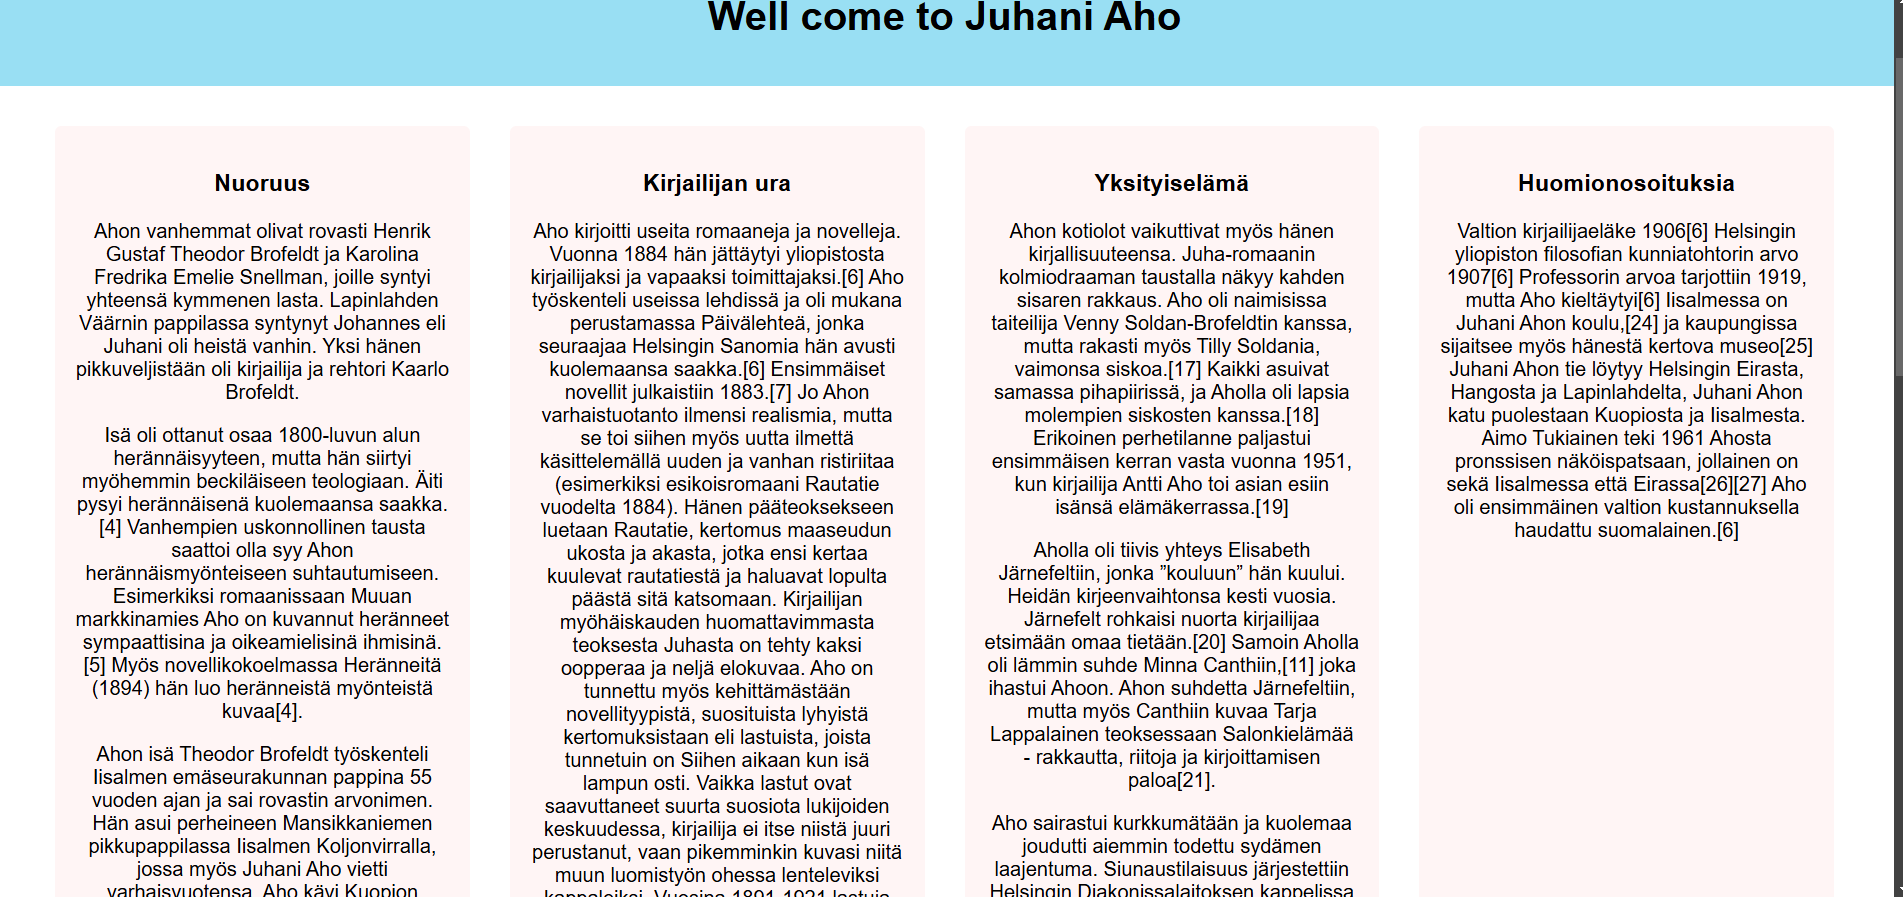 Well come to Juhani Aho
Nuoruus
Ahon vanhemmat olivat rovasti Henrik
Gustaf Theodor Brofeldt ja Karolina
Fredrika Emelie Snellman, joille syntyi
yhteensä kymmenen lasta. Lapinlahden
Väärnin pappilassa syntynyt Johannes eli
Juhani oli heistä vanhin. Yksi hänen
pikkuveljistään oli kirjailija ja rehtori Kaarlo
Brofeldt.
Isä oli ottanut osaa 1800-luvun alun
herännäisyyteen, mutta hän siirtyi
myöhemmin beckiläiseen teologiaan. Äiti
pysyi herännäisenä kuolemaansa saakka.
[4] Vanhempien uskonnollinen tausta
saattoi olla syy Ahon
herännäismyönteiseen suhtautumiseen.
Esimerkiksi romaanissaan Muuan
markkinamies Aho on kuvannut heränneet
sympaattisina ja oikeamielisinä ihmisinä.
[5] Myös novellikokoelmassa Heränneitä
(1894) hän luo heränneistä myönteistä
kuvaa[4].
Ahon isä Theodor Brofeldt työskenteli
Iisalmen emäseurakunnan pappina 55
vuoden ajan ja sai rovastin arvonimen.
Hän asui perheineen Mansikkaniemen
pikkupappilassa Iisalmen Koljonvirralla,
jossa myös Juhani Aho vietti
varhaisvuotensa. Aho kävi Kuopion
Kirjailijan ura
Aho kirjoitti useita romaaneja ja novelleja.
Vuonna 1884 hän jättäytyi yliopistosta
kirjailijaksi ja vapaaksi toimittajaksi.[6] Aho
työskenteli useissa lehdissä ja oli mukana
perustamassa Päivälehteä, jonka
seuraajaa Helsingin Sanomia hän avusti
kuolemaansa saakka.[6] Ensimmäiset
novellit julkaistiin 1883.[7] Jo Ahon
varhaistuotanto ilmensi realismia, mutta
se toi siihen myös uutta ilmettä
käsittelemällä uuden ja vanhan ristiriitaa
(esimerkiksi esikoisromaani Rautatie
vuodelta 1884). Hänen pääteoksekseen
luetaan Rautatie, kertomus maaseudun
ukosta ja akasta, jotka ensi kertaa
kuulevat rautatiestä ja haluavat lopulta
päästä sitä katsomaan. Kirjailijan
myöhäiskauden huomattavimmasta
teoksesta Juhasta on tehty kaksi
oopperaa ja neljä elokuvaa. Aho on
tunnettu myös kehittämästään
novellityypistä, suosituista lyhyistä
kertomuksistaan eli lastuista, joista
tunnetuin on Siihen aikaan kun isä
lampun osti. Vaikka lastut ovat
saavuttaneet suurta suosiota lukijoiden
keskuudessa, kirjailija ei itse niistä juuri
perustanut, vaan pikemminkin kuvasi niitä
muun luomistyön ohessa lenteleviksi
kappaleiksi. Vuosina 1891-1921 lastuja
Yksityiselämä
Ahon kotiolot vaikuttivat myös hänen
kirjallisuuteensa. Juha-romaanin
kolmiodraaman taustalla näkyy kahden
sisaren rakkaus. Aho oli naimisissa
taiteilija Venny Soldan-Brofeldtin kanssa,
mutta rakasti myös Tilly Soldania,
vaimonsa siskoa.[17] Kaikki asuivat
samassa pihapiirissä, ja Aholla oli lapsia
molempien siskosten kanssa.[18]
Erikoinen perhetilanne paljastui
ensimmäisen kerran vasta vuonna 1951,
kun kirjailija Antti Aho toi asian esiin
isänsä elämäkerrassa.[19]
Aholla oli tiivis yhteys Elisabeth
Järnefeltiin, jonka ”kouluun” hän kuului.
Heidän kirjeenvaihtonsa kesti vuosia.
Järnefelt rohkaisi nuorta kirjailijaa
etsimään omaa tietään.[20] Samoin Aholla
oli lämmin suhde Minna Canthiin,[11] joka
ihastui Ahoon. Ahon suhdetta Järnefeltiin,
mutta myös Canthiin kuvaa Tarja
Lappalainen teoksessaan Salonkielämää
- rakkautta, riitoja ja kirjoittamisen
paloa[21].
Aho sairastui kurkkumätään ja kuolemaa
joudutti aiemmin todettu sydämen
laajentuma. Siunaustilaisuus järjestettiin
Helsingin Diakonissalaitoksen kappelissa
Huomionosoituksia
Valtion kirjailijaeläke 1906[6] Helsingin
yliopiston filosofian kunniatohtorin arvo
1907[6] Professorin arvoa tarjottiin 1919,
mutta Aho kieltäytyi[6] Iisalmessa on
Juhani Ahon koulu,[24] ja kaupungissa
sijaitsee myös hänestä kertova museo[25]
Juhani Ahon tie löytyy Helsingin Eirasta,
Hangosta ja Lapinlahdelta, Juhani Ahon
katu puolestaan Kuopiosta ja Iisalmesta.
Aimo Tukiainen teki 1961 Ahosta
pronssisen näköispatsaan, jollainen on
sekä Iisalmessa että Eirassa[26][27] Aho
oli ensimmäinen valtion kustannuksella
haudattu suomalainen.[6]